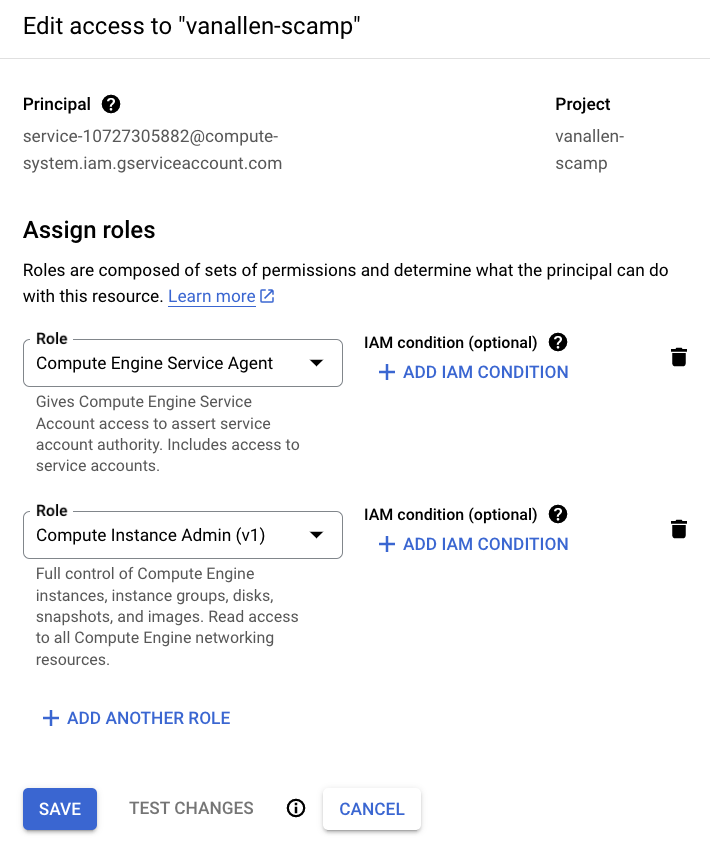 Edit access to "vanallen-scamp"
Principal
Project
service-10727305882@compute-
system.iam.gserviceaccount.com
vanallen-
scamp
Assign roles
Roles are composed of sets of permissions and determine what the principal can do
with this resource. Learn more
Role
Compute Engine Service Agent
IAM condition (optional)
ADD IAM CONDITION
Gives Compute Engine Service
Account access to assert service
account authority. Includes access to
service accounts.
Role
Compute Instance Admin (v1)
IAM condition (optional)
ADD IAM CONDITION
Full control of Compute Engine
instances, instance groups, disks,
snapshots, and images. Read access
to all Compute Engine networking
resources.
ADD ANOTHER ROLE
SAVE
TEST CHANGES
CANCEL